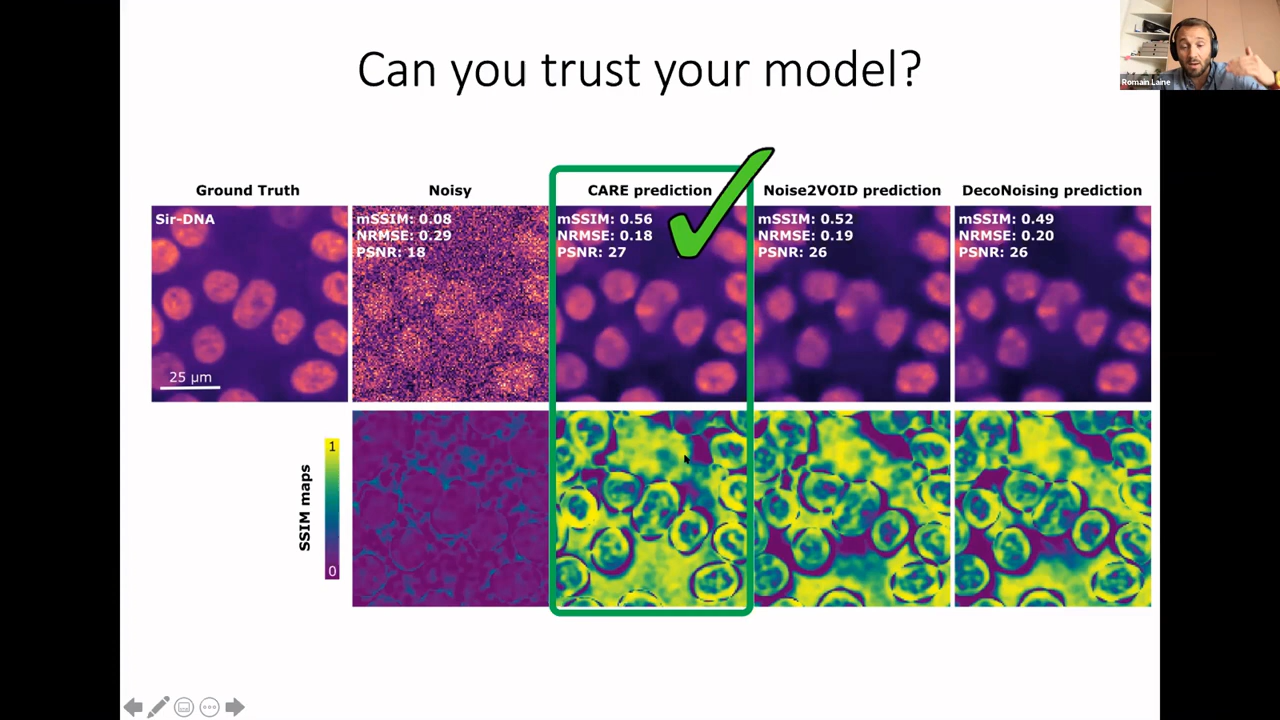 Can you trust your model?
Romain Laine
Ground Truth
Noisy
CARE prediction
Noise2VOID prediction
DecoNoising prediction
Sir-DNA
25 µm
mSSIM: 0.08
NRMSE: 0.29
PSNR: 18
mSSIM: 0.56
NRMSE: 0.18
PSNR: 27
mSSIM: 0.52
NRMSE: 0.19
PSNR: 26
mSSIM: 0.49
NRMSE: 0.20
PSNR: 26
SSIM maps
1
0